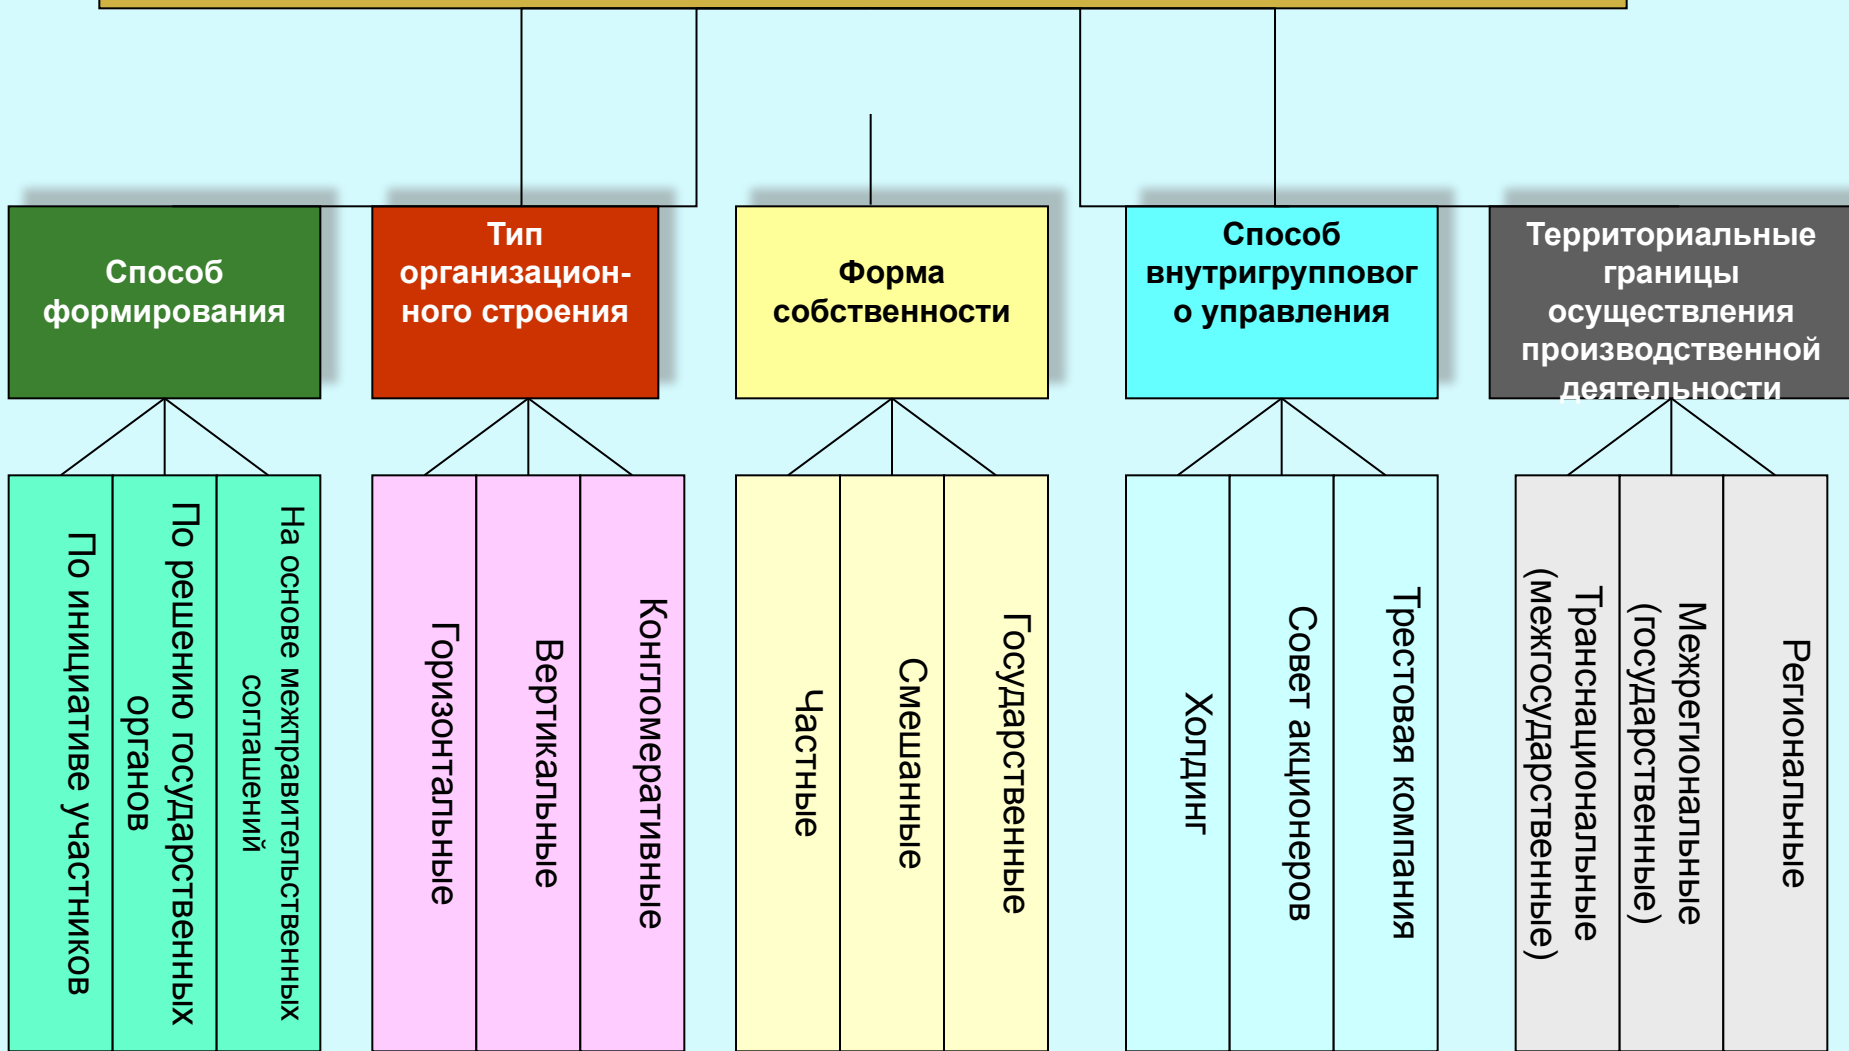 Способ
формирования
Тип
организацион-
ного строения
Форма
собственности
Способ
внутригрупповог
о управления
Территориальные
границы
осуществления
производственной
деятельности
По инициативе участников
По решению государственных
органов
На основе межправительственных
соглашений
Горизонтальные
Вертикальные
Конгломеративные
Частные
Смешанные
Государственные
Холдинг
Совет акционеров
Трестовая компания
Транснациональные
(межгосударственные)
Межрегиональные
(государственные)
Региональные